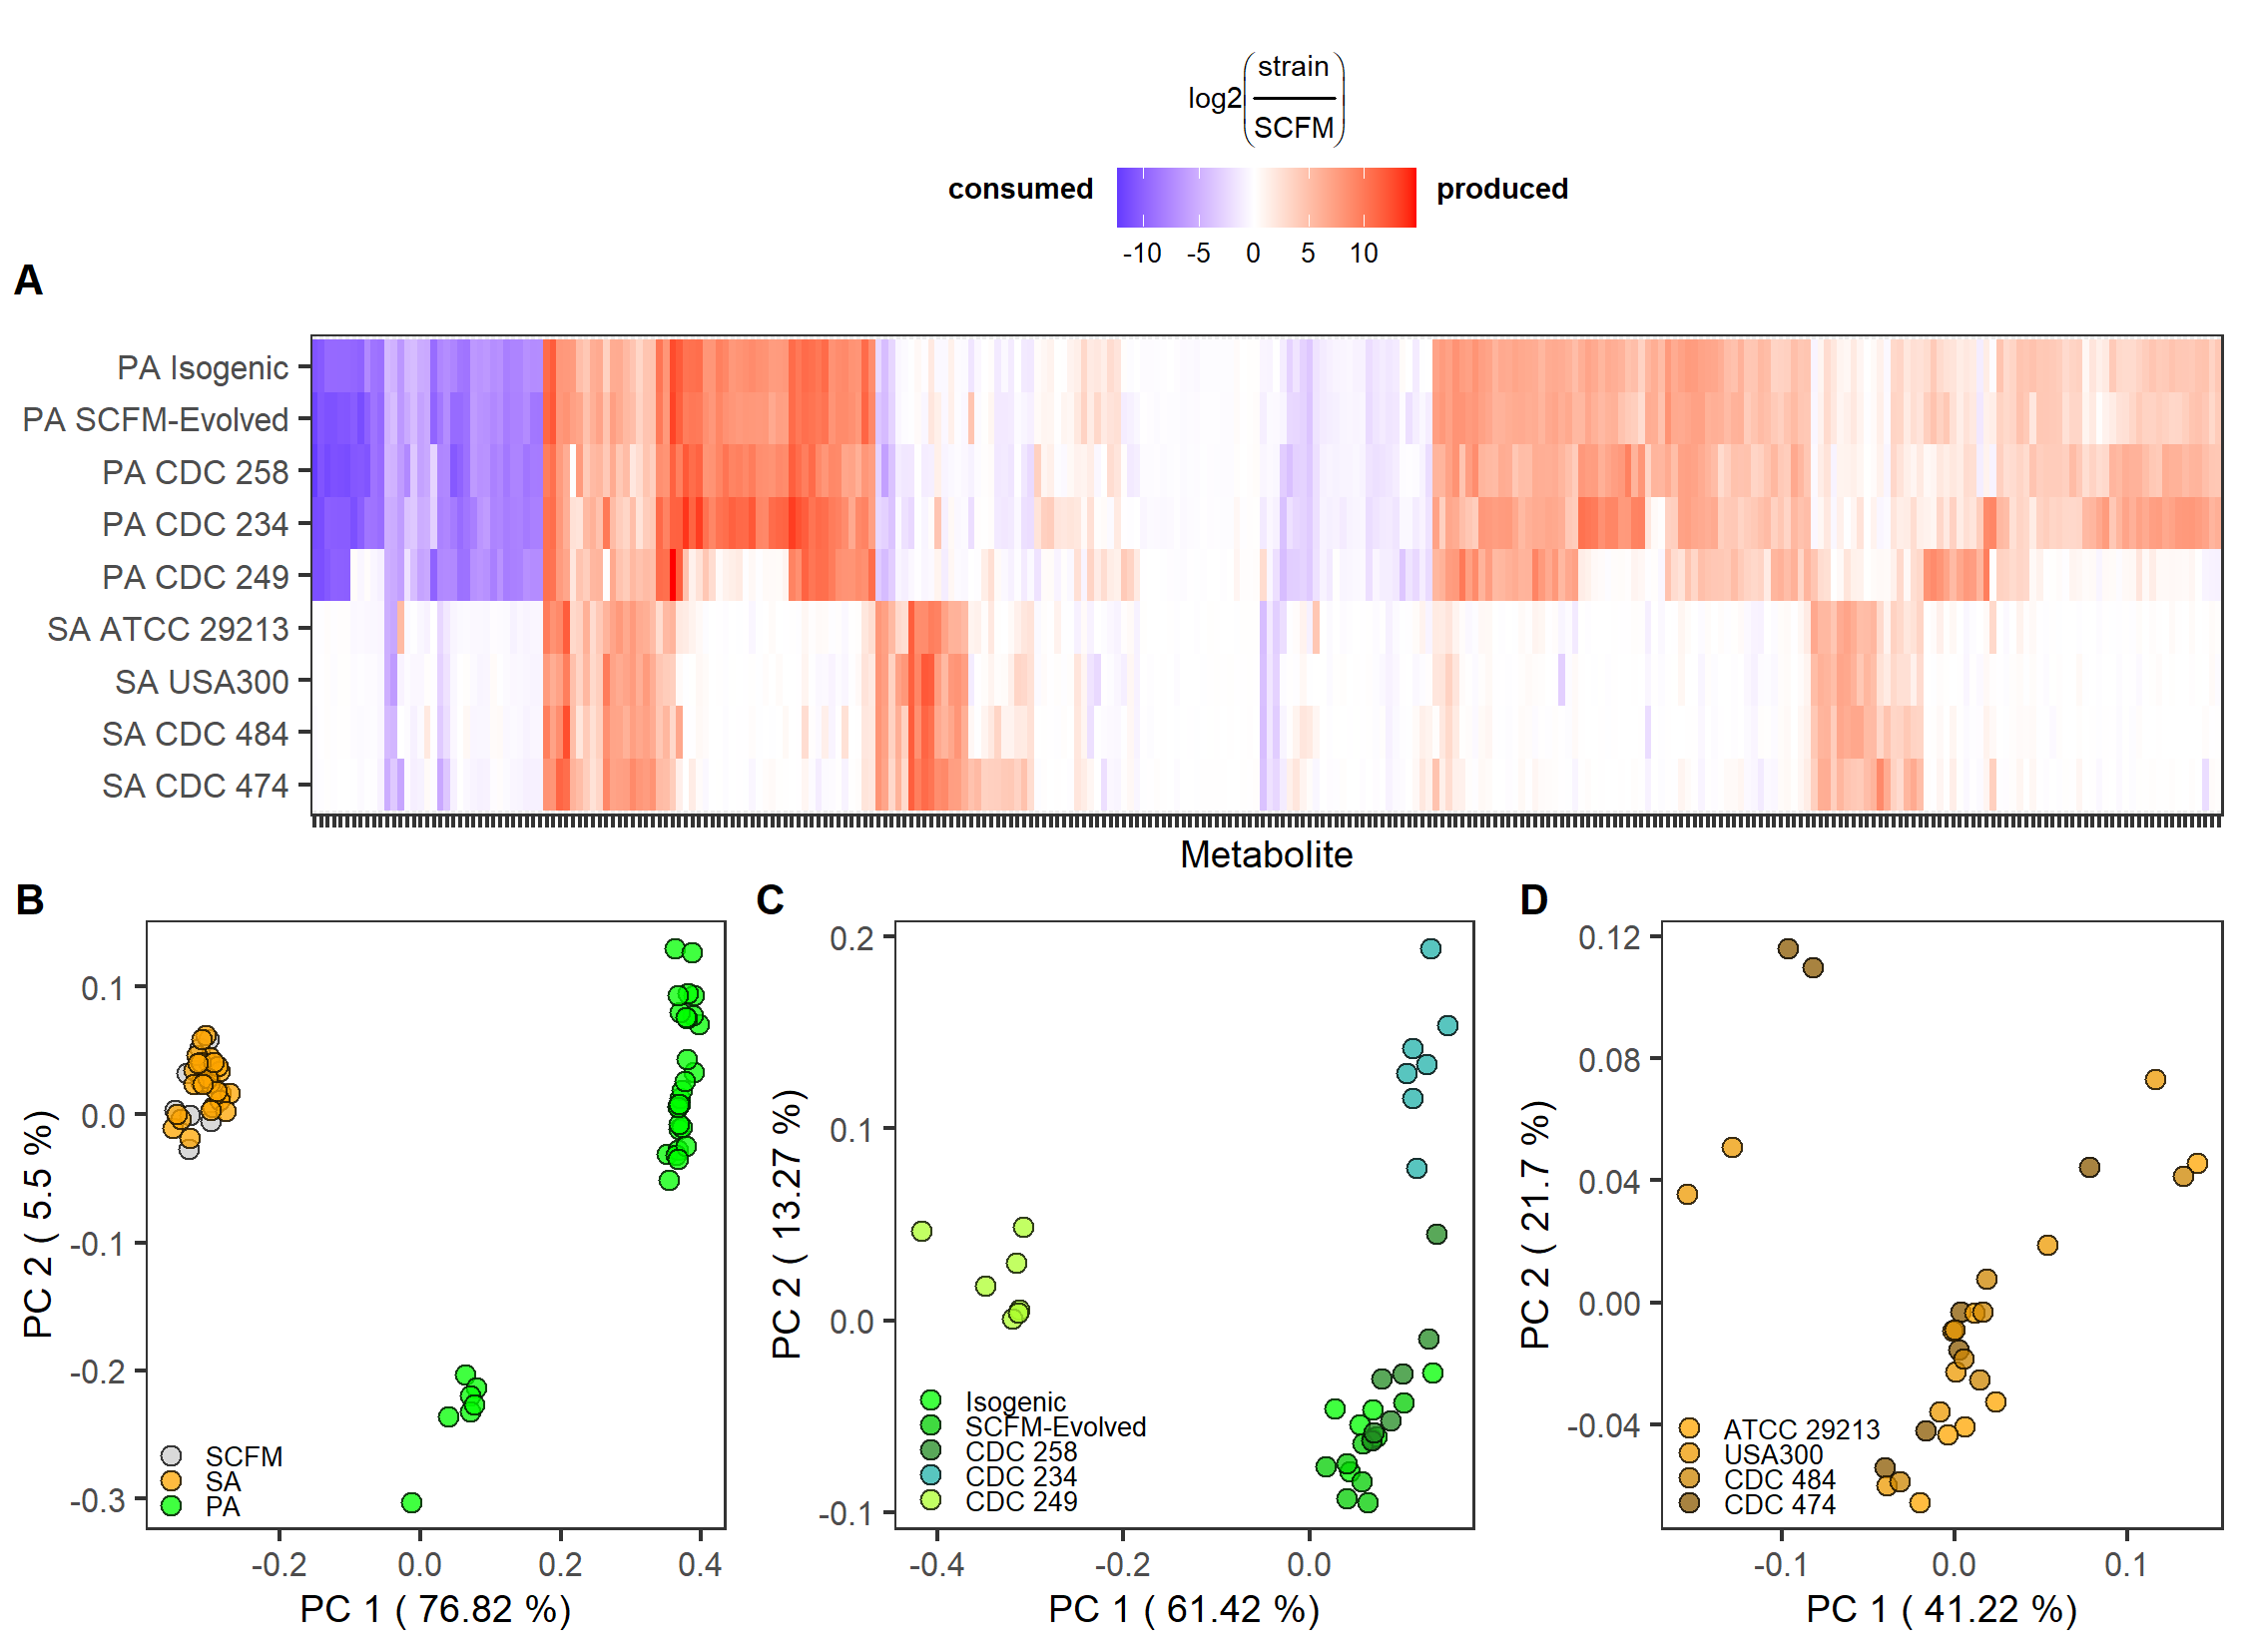 log2(strain/SCFM)
consumed
produced
-10 -5 0 5 10
A
PA Isogenic
PA SCFM-Evolved
PA CDC 258
PA CDC 234
PA CDC 249
SA ATCC 29213
SA USA300
SA CDC 484
SA CDC 474
Metabolite
B
0.1
0.0
-0.1
-0.2
-0.3
PC 2 ( 5.5 %)
SCFM
SA
PA
-0.2 0.0 0.2 0.4
PC 1 ( 76.82 %)
C
0.2
0.1
0.0
-0.1
PC 2 ( 13.27 %)
Isogenic
SCFM-Evolved
CDC 258
CDC 234
CDC 249
-0.4 -0.2 0.0
PC 1 ( 61.42 %)
D
0.12
0.08
0.04
0.00
-0.04
PC 2 ( 21.7 %)
ATCC 29213
USA300
CDC 484
CDC 474
-0.1 0.0 0.1
PC 1 ( 41.22 %)